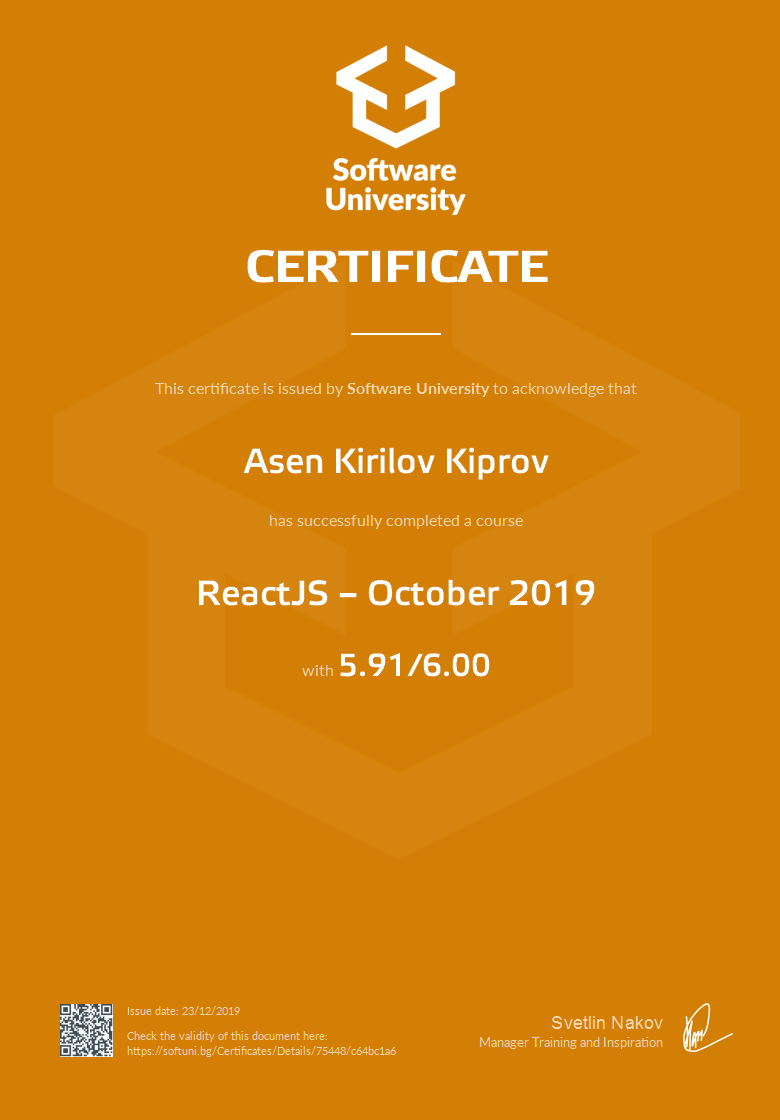 Software
University
CERTIFICATE
This certificate is issued by Software University to acknowledge that
Asen Kirilov Kiprov
has successfully completed a course
ReactJS – October 2019
with 5.91/6.00
Issue date: 23/12/2019
Check the validity of this document here:
https://softuni.bg/Certificates/Details/75448/c64bc1a6
Svetlin Nakov
Manager Training and Inspiration